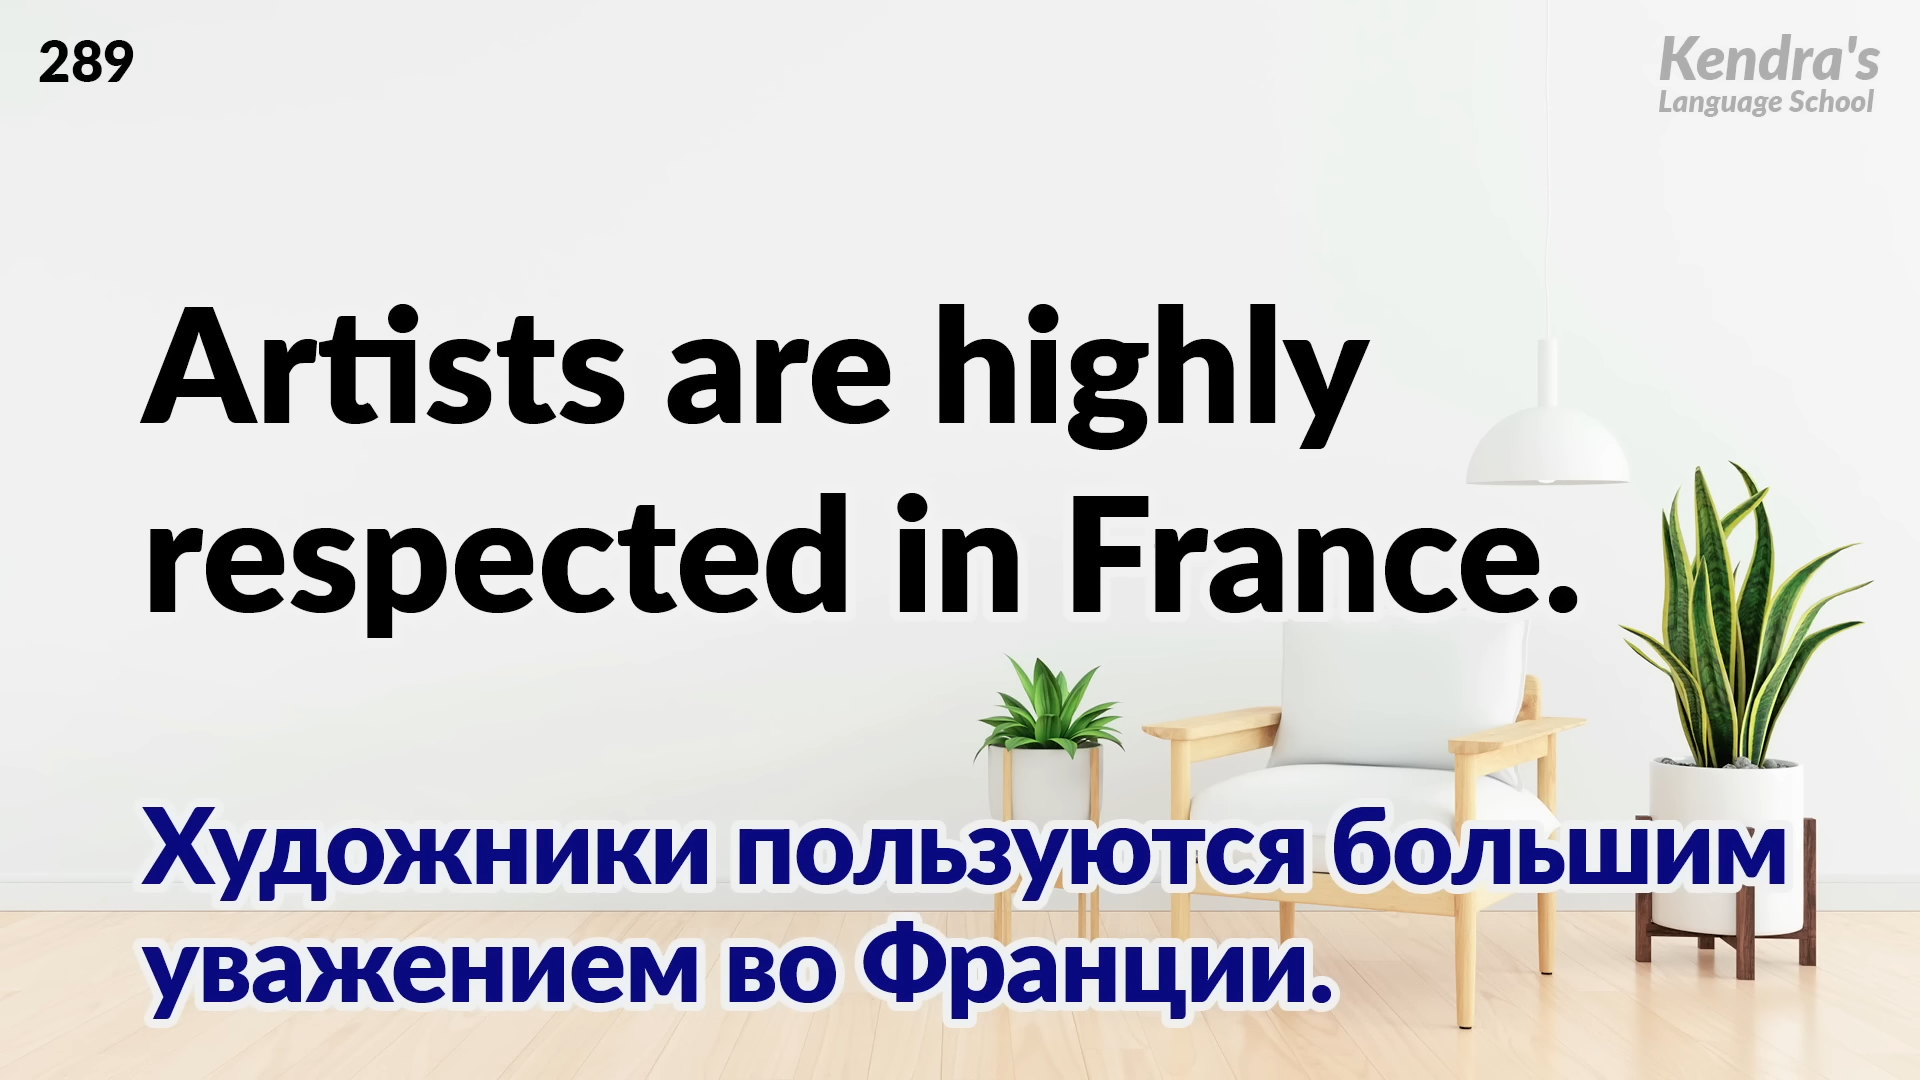 289
Kendra's
Language School
Artists are highly
respected in France.
Художники пользуются большим
уважением во Франции.